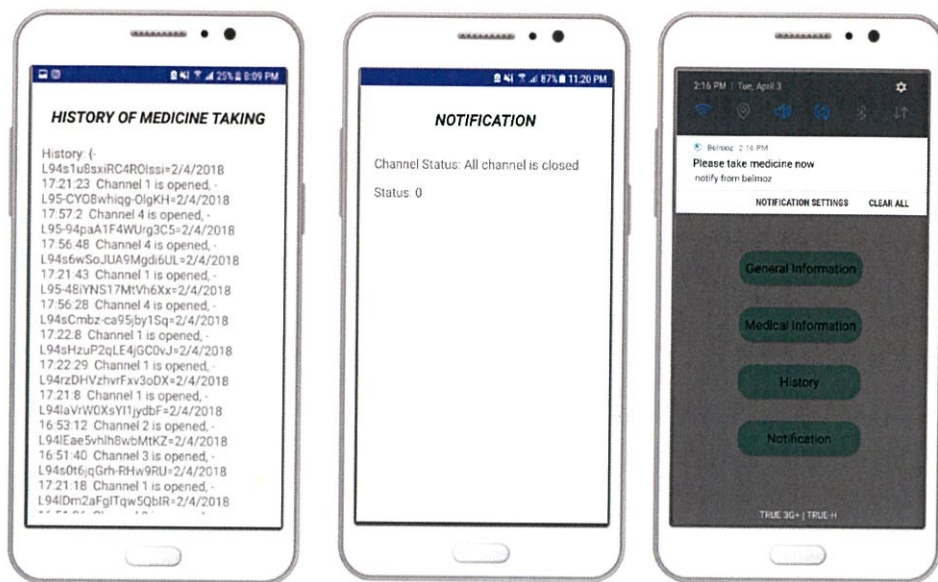 25% 8:09 PM
HISTORY OF MEDICINE TAKING
History: {-
L94s1u8sxiRC4ROIssi=2/4/2018
17:21:23 Channel 1 is opened, -
L95-CYO8whiqg-OlgKH=2/4/2018
17:57:2 Channel 4 is opened, -
L95-94paA1F4WUrg3C5=2/4/2018
17:56:48 Channel 4 is opened, -
L94s6wSoJUA9Mgdi6UL=2/4/2018
17:21:43 Channel 1 is opened, -
L95-48iYNS17MtVh6Xx=2/4/2018
17:56:28 Channel 4 is opened, -
L94sCmbz-ca95jby1Sq=2/4/2018
17:22:8 Channel 1 is opened, -
L94sHzuP2qLE4jGC0vJ=2/4/2018
17:22:29 Channel 1 is opened, -
L94rzDHVzhvrFxv3oDX=2/4/2018
17:21:8 Channel 1 is opened, -
L94laVrW0XsYI1jydbF=2/4/2018
16:53:12 Channel 2 is opened, -
L94lEae5vhlh8wbMtKZ=2/4/2018
16:51:40 Channel 3 is opened, -
L94s0t6jqGrh-RHw9RU=2/4/2018
17:21:18 Channel 1 is opened, -
L94lDm2aFglTqw5QbIR=2/4/2018
87% 11:20 PM
NOTIFICATION
Channel Status: All channel is closed
Status: 0
2:16 PM | Tue, April 3
Belmoz 2:16 PM
Please take medicine now
notify from belmoz
NOTIFICATION SETTINGS CLEAR ALL
General Information
Medical Information
History
Notification
TRUE 3G+ | TRUE-H